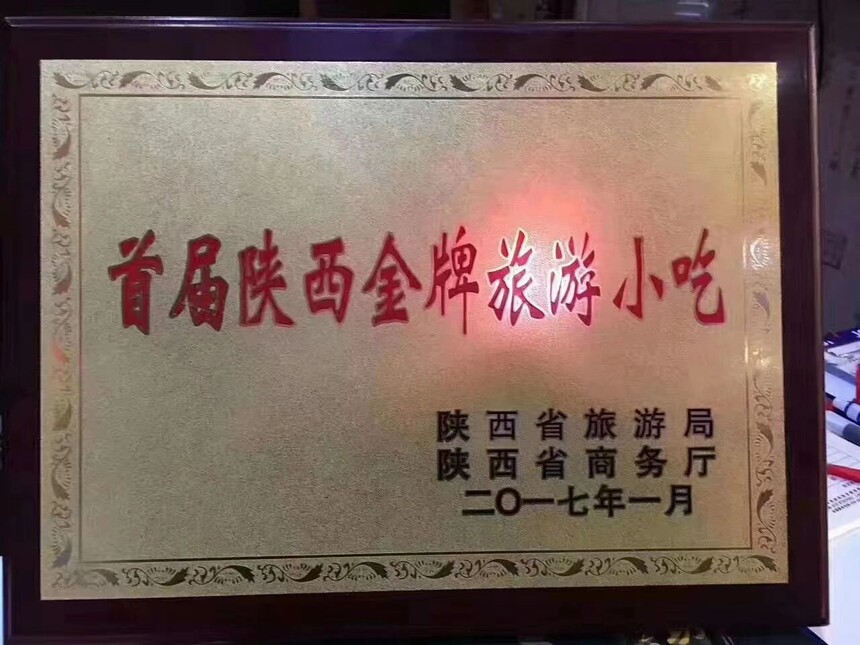 首届陕西金牌旅游小吃
陕西省旅游局
陕西省商务厅
二〇一七年一月